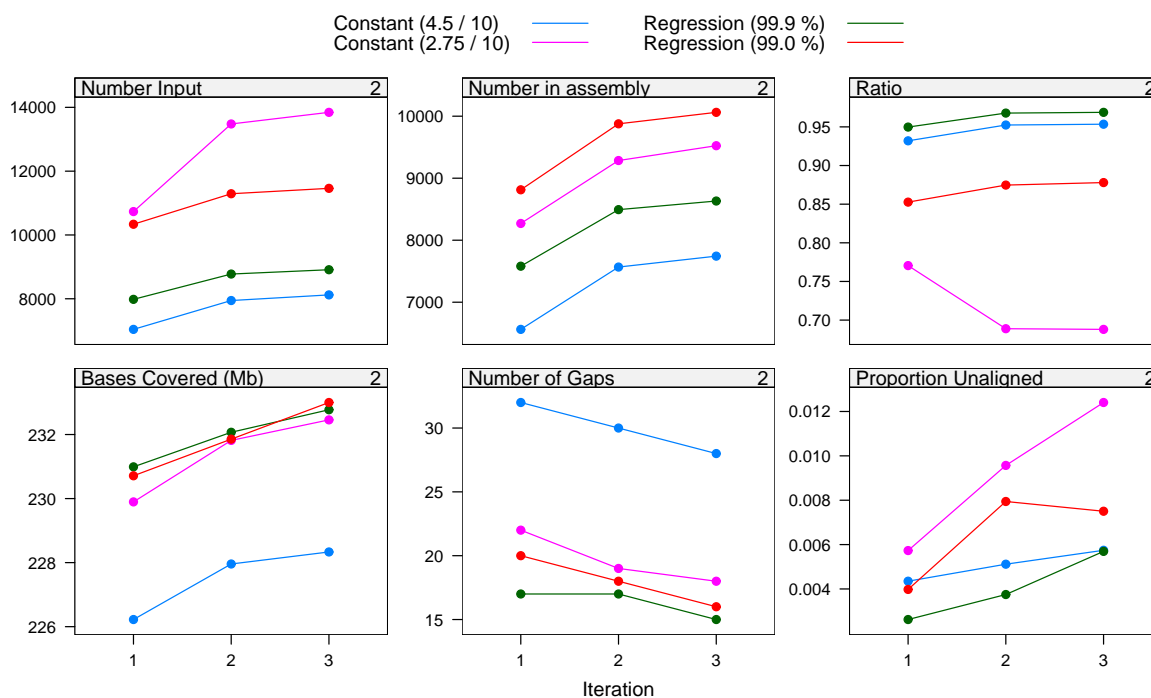 Constant (4.5 / 10)
Constant (2.75 / 10)
Regression (99.9 %)
Regression (99.0 %)
Number Input 2
14000
12000
10000
8000
Number in assembly 2
10000
9000
8000
7000
Ratio 2
0.95
0.90
0.85
0.80
0.75
0.70
Bases Covered (Mb) 2
232
230
228
226
1 2 3
Number of Gaps 2
30
25
20
15
1 2 3
Proportion Unaligned 2
0.012
0.010
0.008
0.006
0.004
1 2 3
Iteration